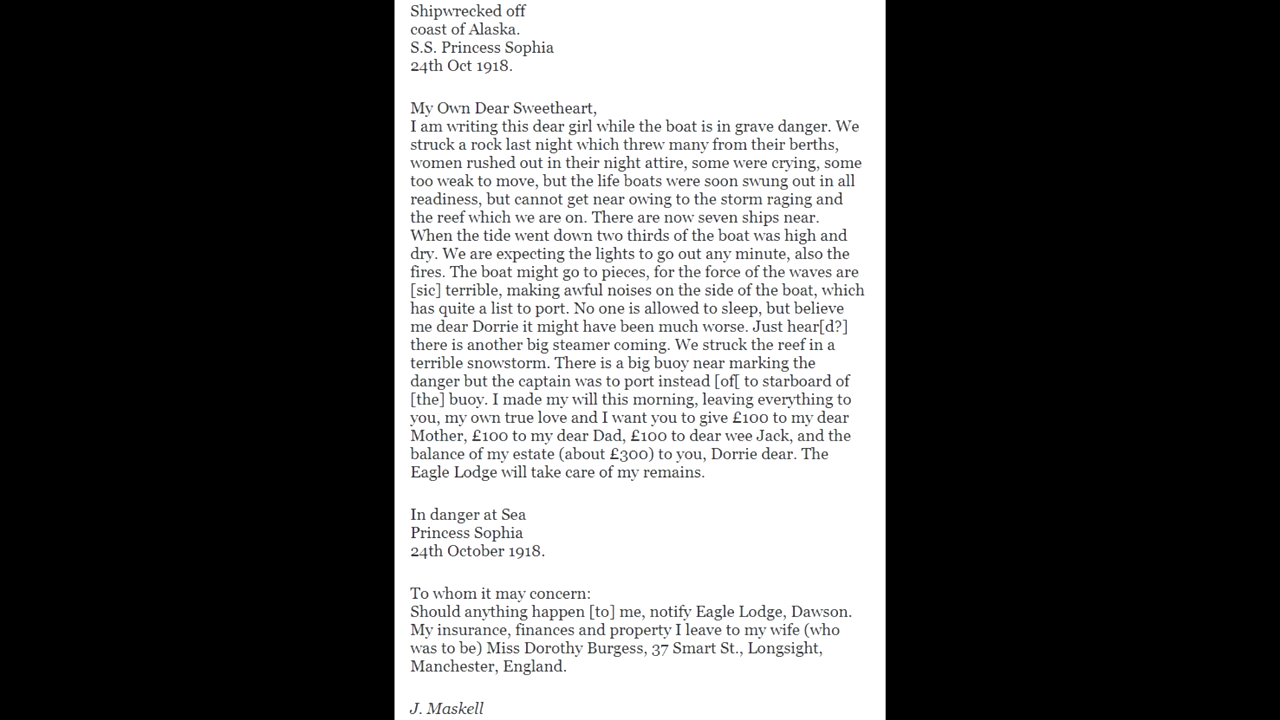 Shipwrecked off
coast of Alaska.
S.S. Princess Sophia
24th Oct 1918.
My Own Dear Sweetheart,
I am writing this dear girl while the boat is in grave danger. We
struck a rock last night which threw many from their berths,
women rushed out in their night attire, some were crying, some
too weak to move, but the life boats were soon swung out in all
readiness, but cannot get near owing to the storm raging and
the reef which we are on. There are now seven ships near.
When the tide went down two thirds of the boat was high and
dry. We are expecting the lights to go out any minute, also the
fires. The boat might go to pieces, for the force of the waves are
[sic] terrible, making awful noises on the side of the boat, which
has quite a list to port. No one is allowed to sleep, but believe
me dear Dorrie it might have been much worse. Just hear[d?]
there is another big steamer coming. We struck the reef in a
terrible snowstorm. There is a big buoy near marking the
danger but the captain was to port instead [of[ to starboard of
[the] buoy. I made my will this morning, leaving everything to
you, my own true love and I want you to give £100 to my dear
Mother, £100 to my dear Dad, £100 to dear wee Jack, and the
balance of my estate (about £300) to you, Dorrie dear. The
Eagle Lodge will take care of my remains.
In danger at Sea
Princess Sophia
24th October 1918.
To whom it may concern:
Should anything happen [to] me, notify Eagle Lodge, Dawson.
My insurance, finances and property I leave to my wife (who
was to be) Miss Dorothy Burgess, 37 Smart St., Longsight,
Manchester, England.
J. Maskell